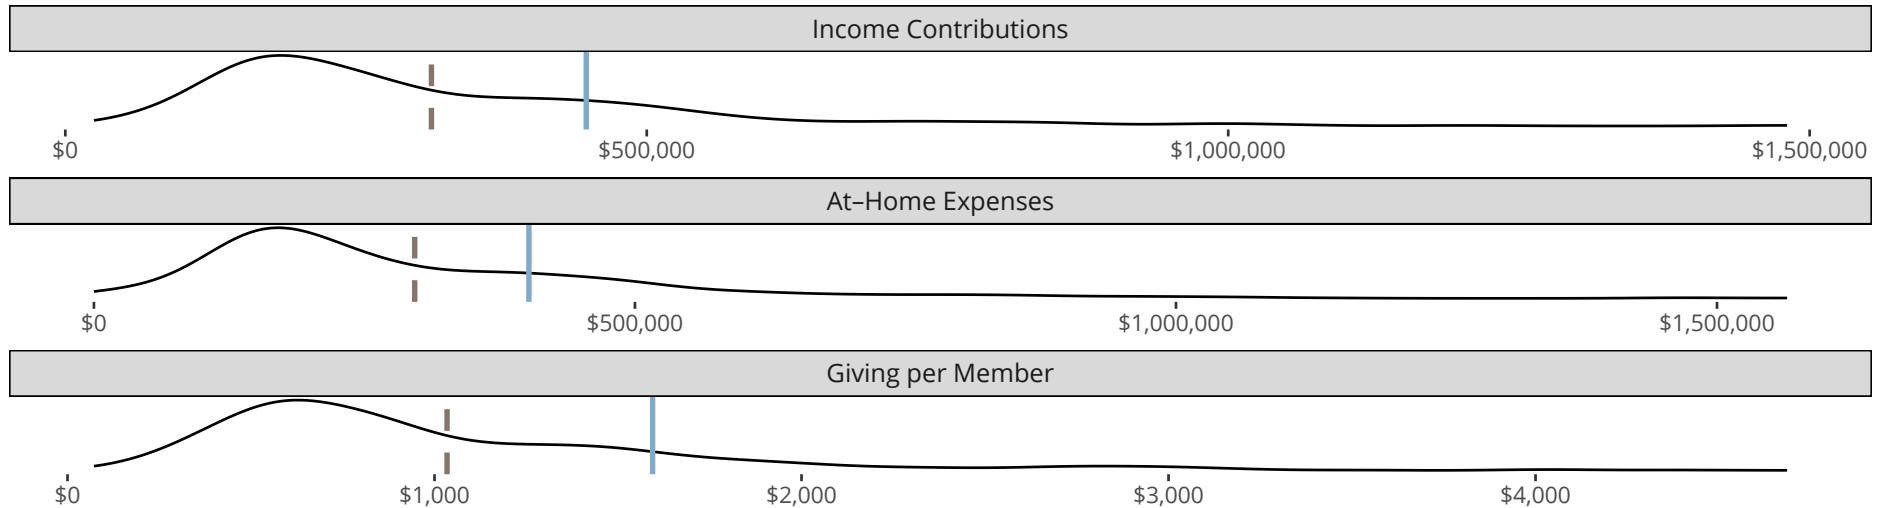 Income Contributions
$0 $500,000 $1,000,000 $1,500,000
At–Home Expenses
$0 $500,000 $1,000,000 $1,500,000
Giving per Member
$0 $1,000 $2,000 $3,000 $4,000